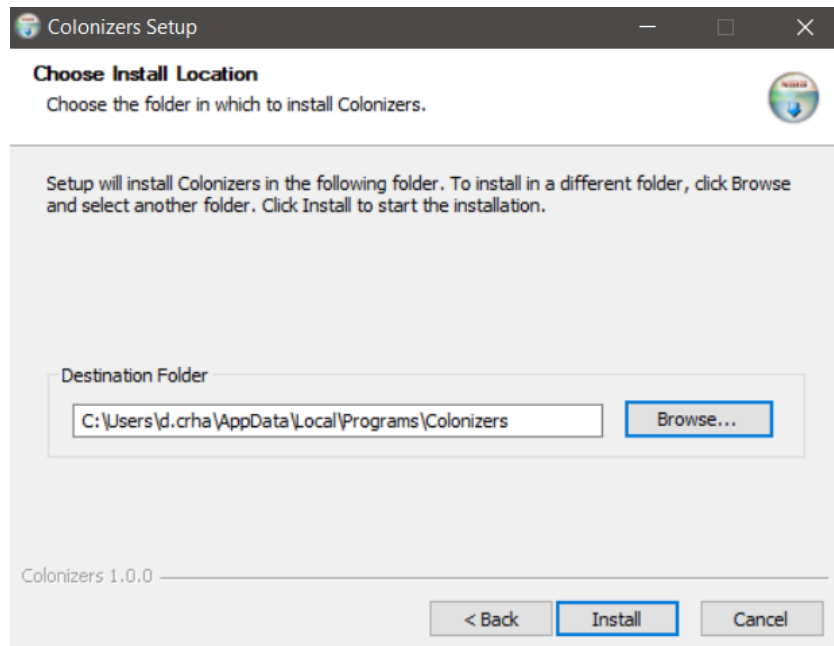 Colonizers Setup
Choose Install Location
Choose the folder in which to install Colonizers.
Setup will install Colonizers in the following folder. To install in a different folder, click Browse
and select another folder. Click Install to start the installation.
Destination Folder
C:\Users\d.crha\AppData\Local\Programs\Colonizers
Browse...
Colonizers 1.0.0
< Back
Install
Cancel